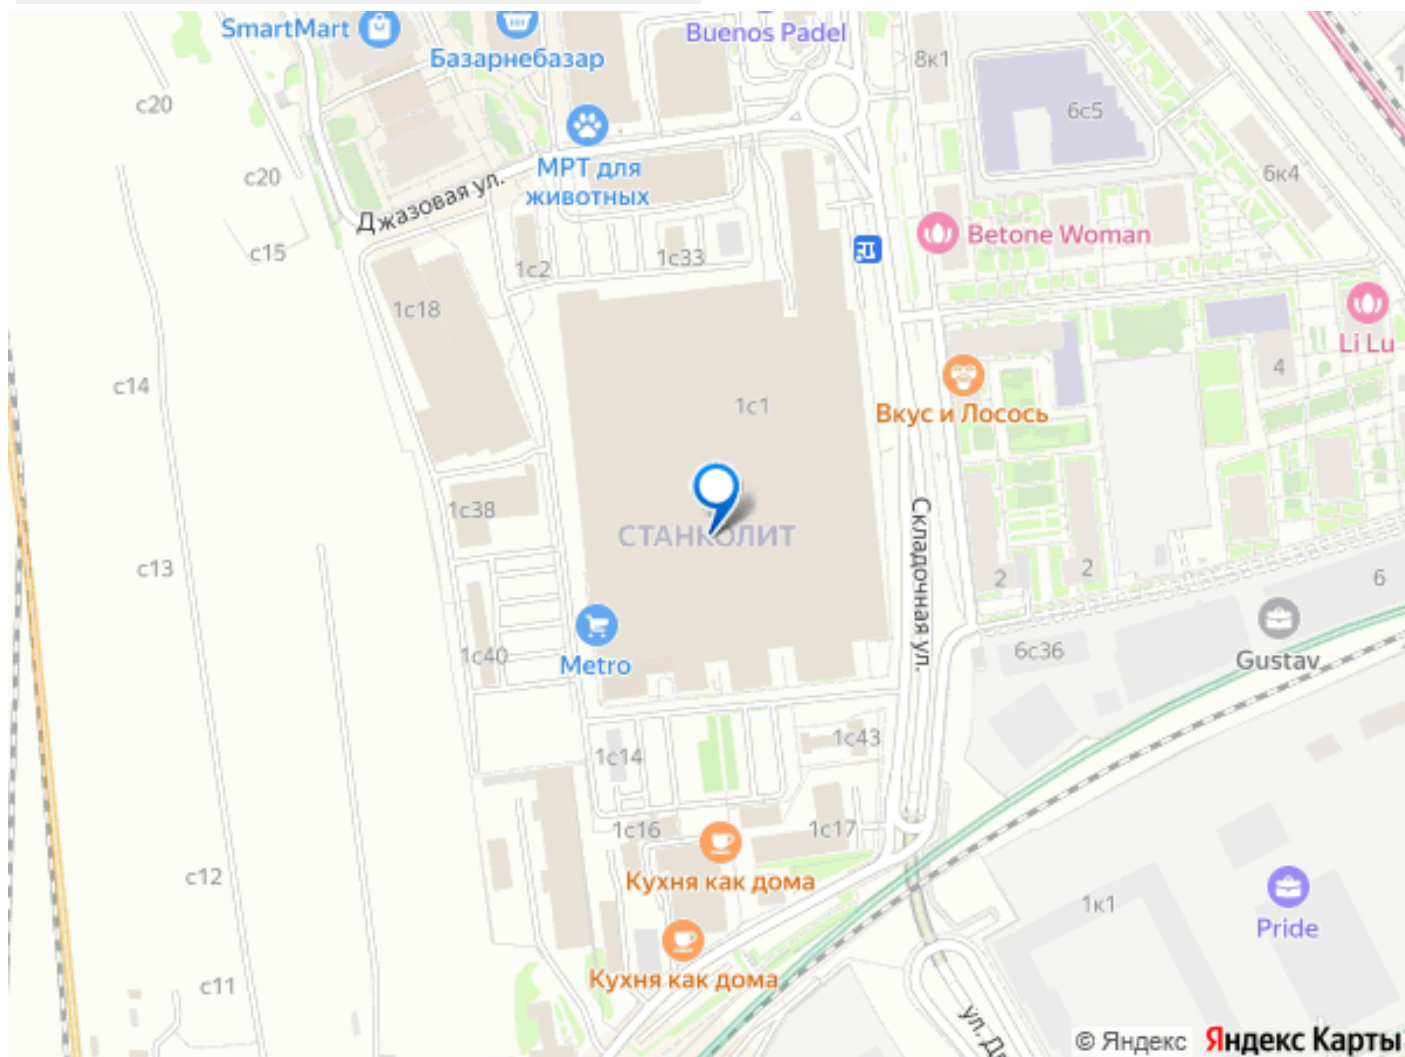 SmartMart
Базарнебазар
Buenos Padel
8к1
1
с20
6с5
МРТ для
животных
с20
6к4
Джазовая ул.
Betone Woman
с15
1с2
1с33
1с18
Li Lu
с14
4
1с1
Вкус и Лосось
1с38
СТАНКОЛИТ
Складочная ул.
с13
2
2
6
1с40
Metro
6с36
Gustav
1с14
1с43
1с16
1с17
с12
Кухня как дома
1к1
Pride
Кухня как дома
с11
© Яндекс Яндекс Карты